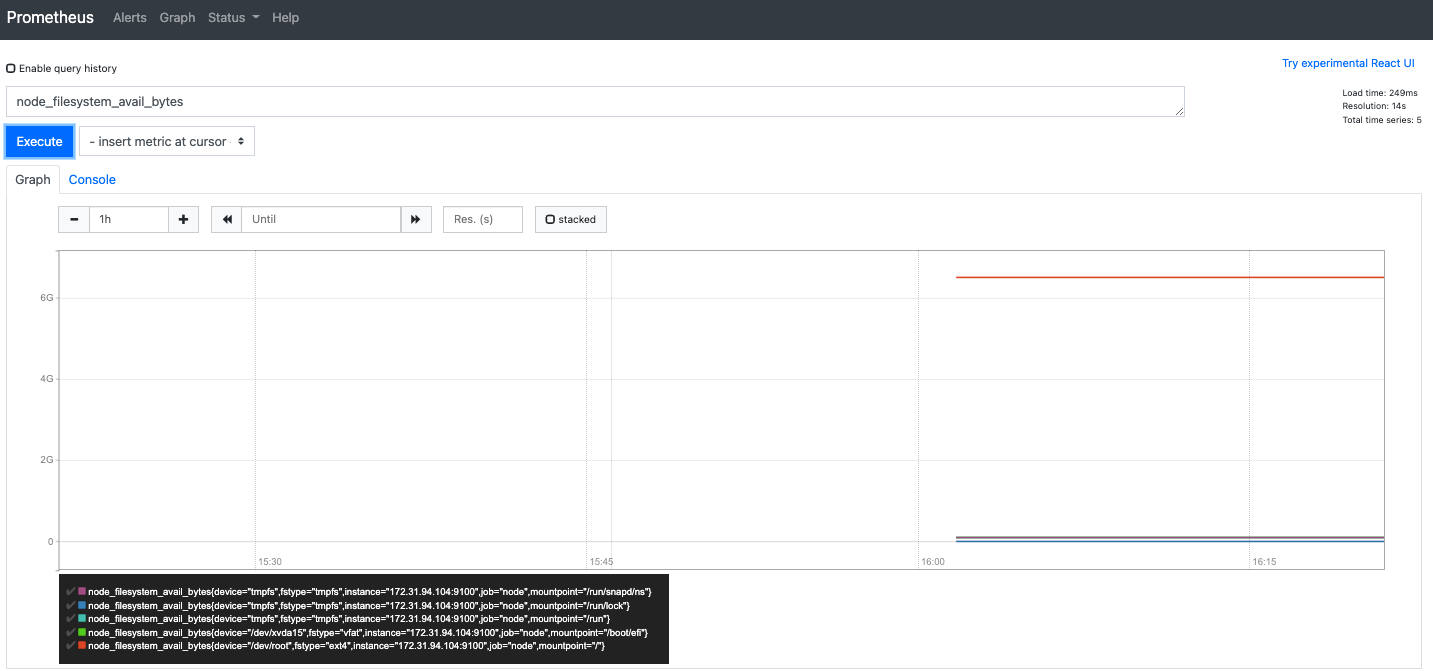 Prometheus Alerts Graph Status Help
Enable query history
Try experimental React UI
node_filesystem_avail_bytes
Load time: 249ms
Resolution: 14s
Total time series: 5
Execute - insert metric at cursor
Graph Console
1h Until Res. (s) stacked
6G
4G
2G
0
15:30 15:45 16:00 16:15
node_filesystem_avail_bytes{device="tmpfs",fstype="tmpfs",instance="172.31.94.104:9100",job="node",mountpoint="/run/snapd/ns"}
node_filesystem_avail_bytes{device="tmpfs",fstype="tmpfs",instance="172.31.94.104:9100",job="node",mountpoint="/run/lock"}
node_filesystem_avail_bytes{device="tmpfs",fstype="tmpfs",instance="172.31.94.104:9100",job="node",mountpoint="/run"}
node_filesystem_avail_bytes{device="/dev/xvda15",fstype="vfat",instance="172.31.94.104:9100",job="node",mountpoint="/boot/efi"}
node_filesystem_avail_bytes{device="/dev/root",fstype="ext4",instance="172.31.94.104:9100",job="node",mountpoint="/"}